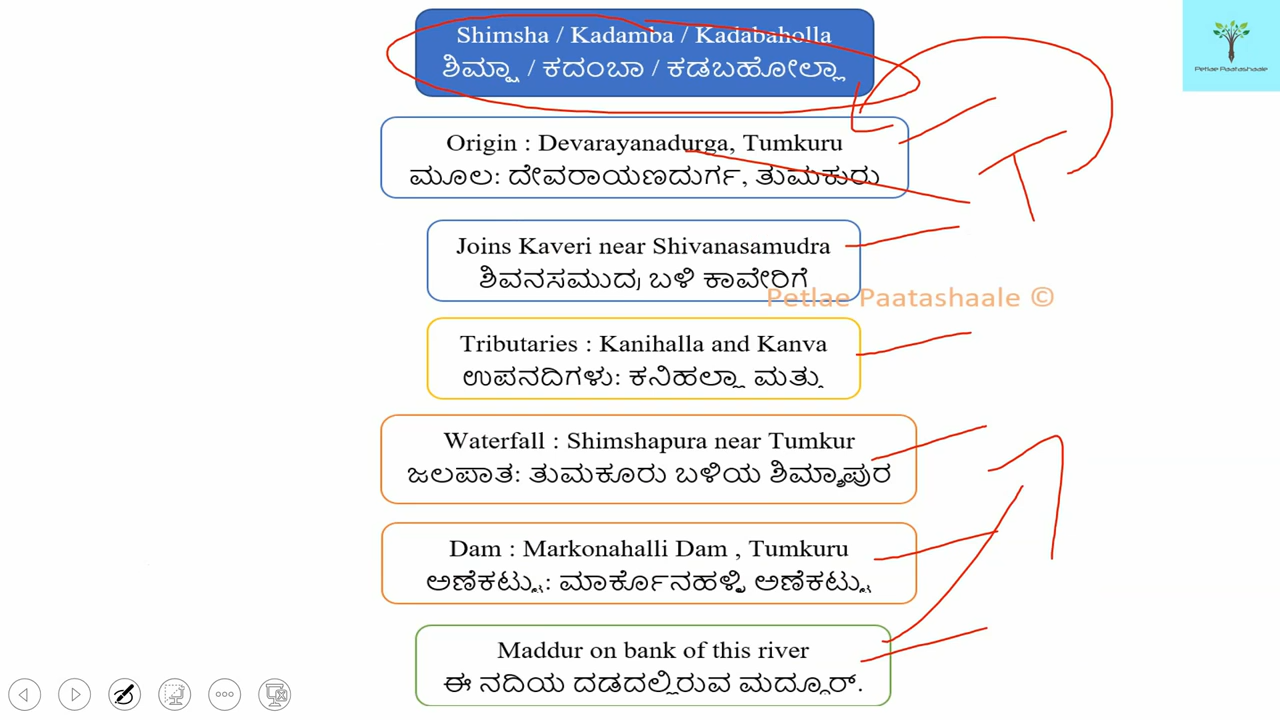 Shimsha / Kadamba / Kadabaholla
ಶಿಮ್ಷಾ / ಕದಂಬಾ / ಕಡಬಹೋಲ್ಲಾ
Petlae Paatashaale
Origin : Devarayanadurga, Tumkuru
ಮೂಲ: ದೇವರಾಯಣದುರ್ಗ, ತುಮಕುರು
Joins Kaveri near Shivanasamudra
ಶಿವನಸಮುದ್ರ ಬಳಿ ಕಾವೇರಿಗೆ
Petlae Paatashaale ©
Tributaries : Kanihalla and Kanva
ಉಪನದಿಗಳು: ಕನಿಹಲ್ಲಾ ಮತ್ತು
Waterfall : Shimshapura near Tumkur
ಜಲಪಾತ: ತುಮಕೂರು ಬಳಿಯ ಶಿಮ್ಶಾಪುರ
Dam : Markonahalli Dam , Tumkuru
ಅಣೆಕಟ್ಟು: ಮಾರ್ಕೊನಹಳ್ಳಿ ಅಣೆಕಟ್ಟು
Maddur on bank of this river
ಈ ನದಿಯ ದಡದಲ್ಲಿರುವ ಮದ್ದೂರ್.